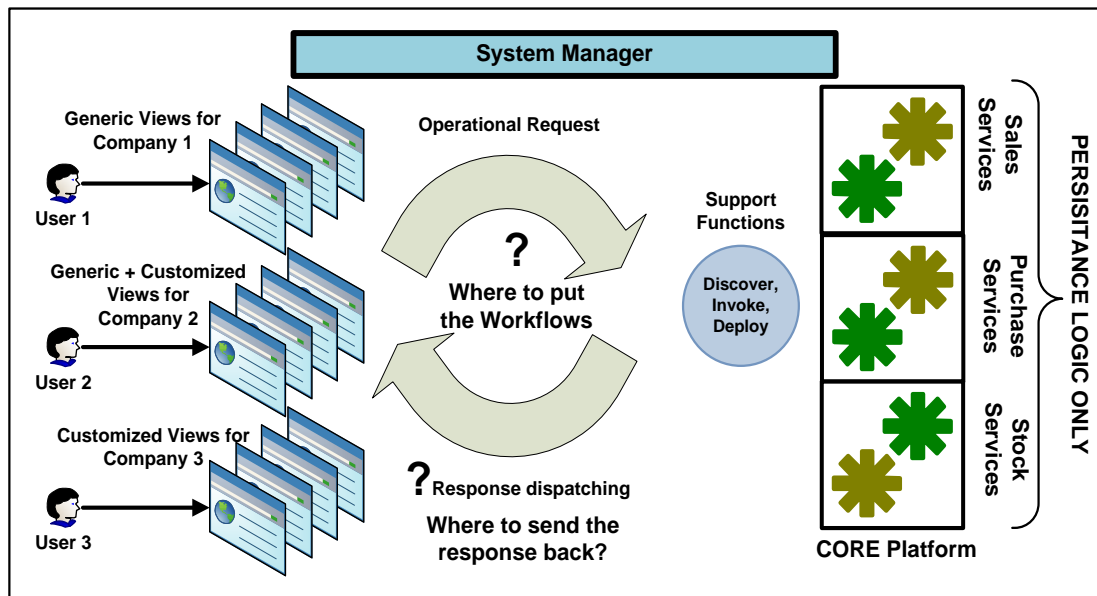 System Manager
Generic Views for
Company 1
User 1
Generic + Customized
Views for
Company 2
User 2
Customized Views for
Company 3
User 3
Operational Request
?
Where to put
the Workflows
? Response dispatching
Where to send the
response back?
Support
Functions
Discover,
Invoke,
Deploy
Sales
Services
Purchase
Services
Stock
Services
CORE Platform
PERSISITANCE LOGIC ONLY